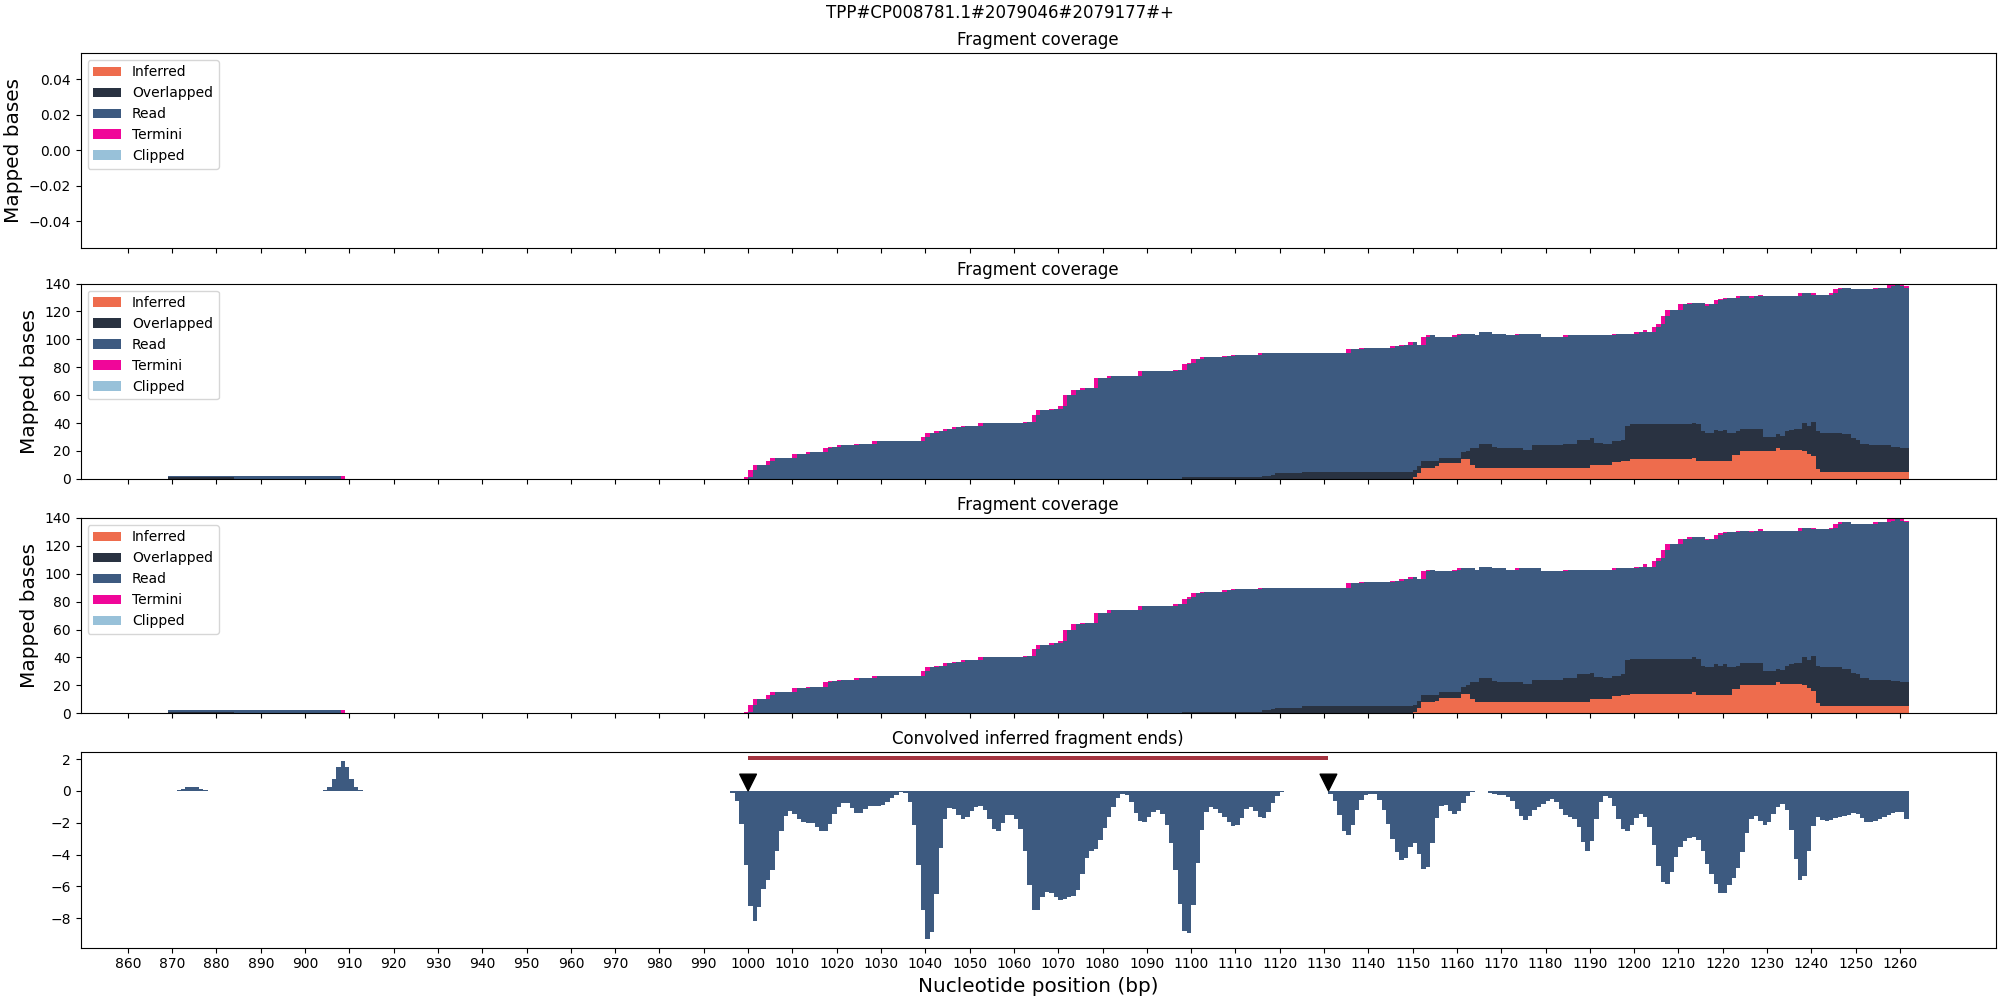 TPP#CP008781.1#2079046#2079177#+
Fragment coverage
Mapped bases
0.04
0.02
0.00
−0.02
−0.04
Inferred
Overlapped
Read
Termini
Clipped
Fragment coverage
Mapped bases
140
120
100
80
60
40
20
0
Inferred
Overlapped
Read
Termini
Clipped
Fragment coverage
Mapped bases
140
120
100
80
60
40
20
0
Inferred
Overlapped
Read
Termini
Clipped
Convolved inferred fragment ends)
2
0
−2
−4
−6
−8
860 870 880 890 900 910 920 930 940 950 960 970 980 990 1000 1010 1020 1030 1040 1050 1060 1070 1080 1090 1100 1110 1120 1130 1140 1150 1160 1170 1180 1190 1200 1210 1220 1230 1240 1250 1260
Nucleotide position (bp)